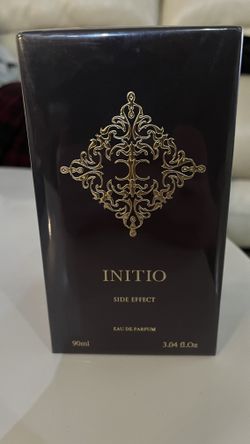 INITIO
SIDE EFFECT
EAU DE PARFUM
90ml 3.04 fl.Oz